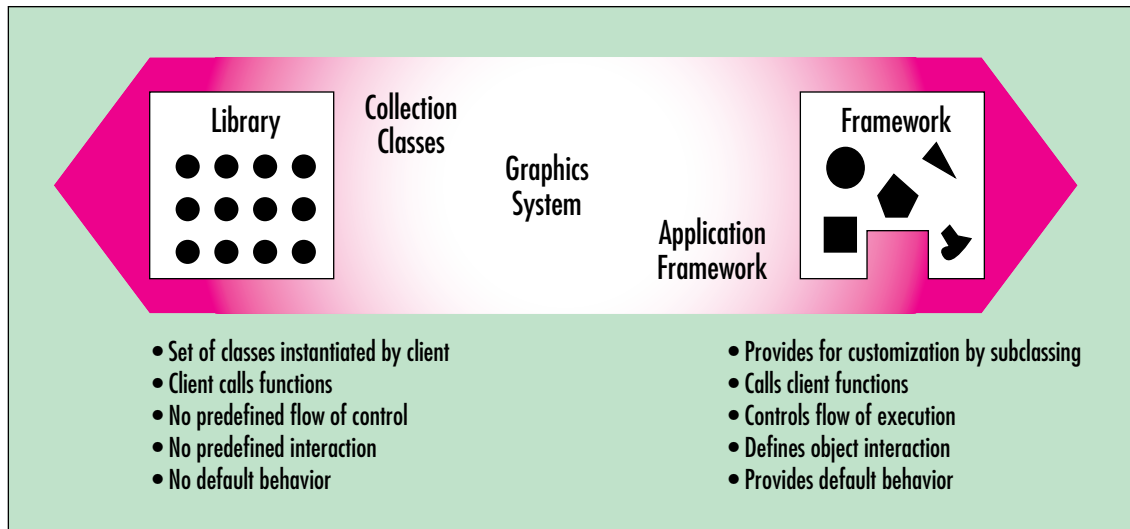 Library
Collection
Classes
Graphics
System
Application
Framework
Framework
• Set of classes instantiated by client
• Client calls functions
• No predefined flow of control
• No predefined interaction
• No default behavior
• Provides for customization by subclassing
• Calls client functions
• Controls flow of execution
• Defines object interaction
• Provides default behavior